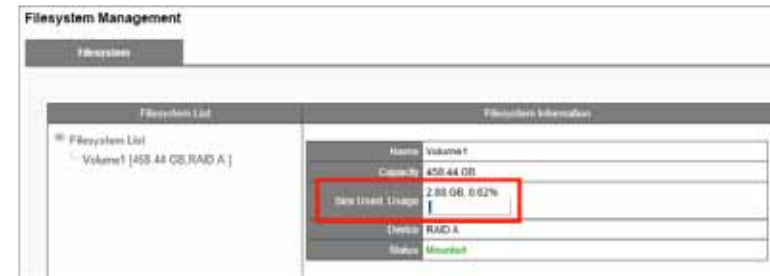 Filesystem Management
Filesystem
Filesystem List
Filesystem Information
Filesystem List
Volume1 [458.44 GB,RAID A ]
Name Volume1
Capacity 458.44 GB
Size Used, Usage 2.88 GB, 0.62%
Device RAID A
Status Mounted